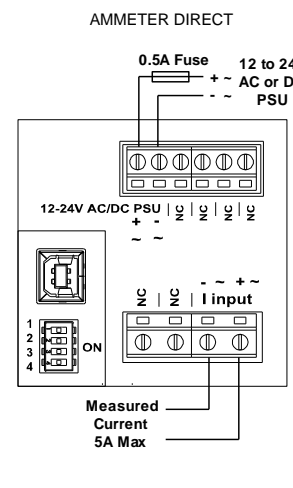 AMMETER DIRECT
0.5A Fuse
12 to 24
+ ~ AC or D
- ~ PSU
12-24V AC/DC PSU | NC | NC | NC | NC
+ -
~ ~
NC | NC - ~ + ~
I input
1
2
3
4
ON
Measured
Current
5A Max